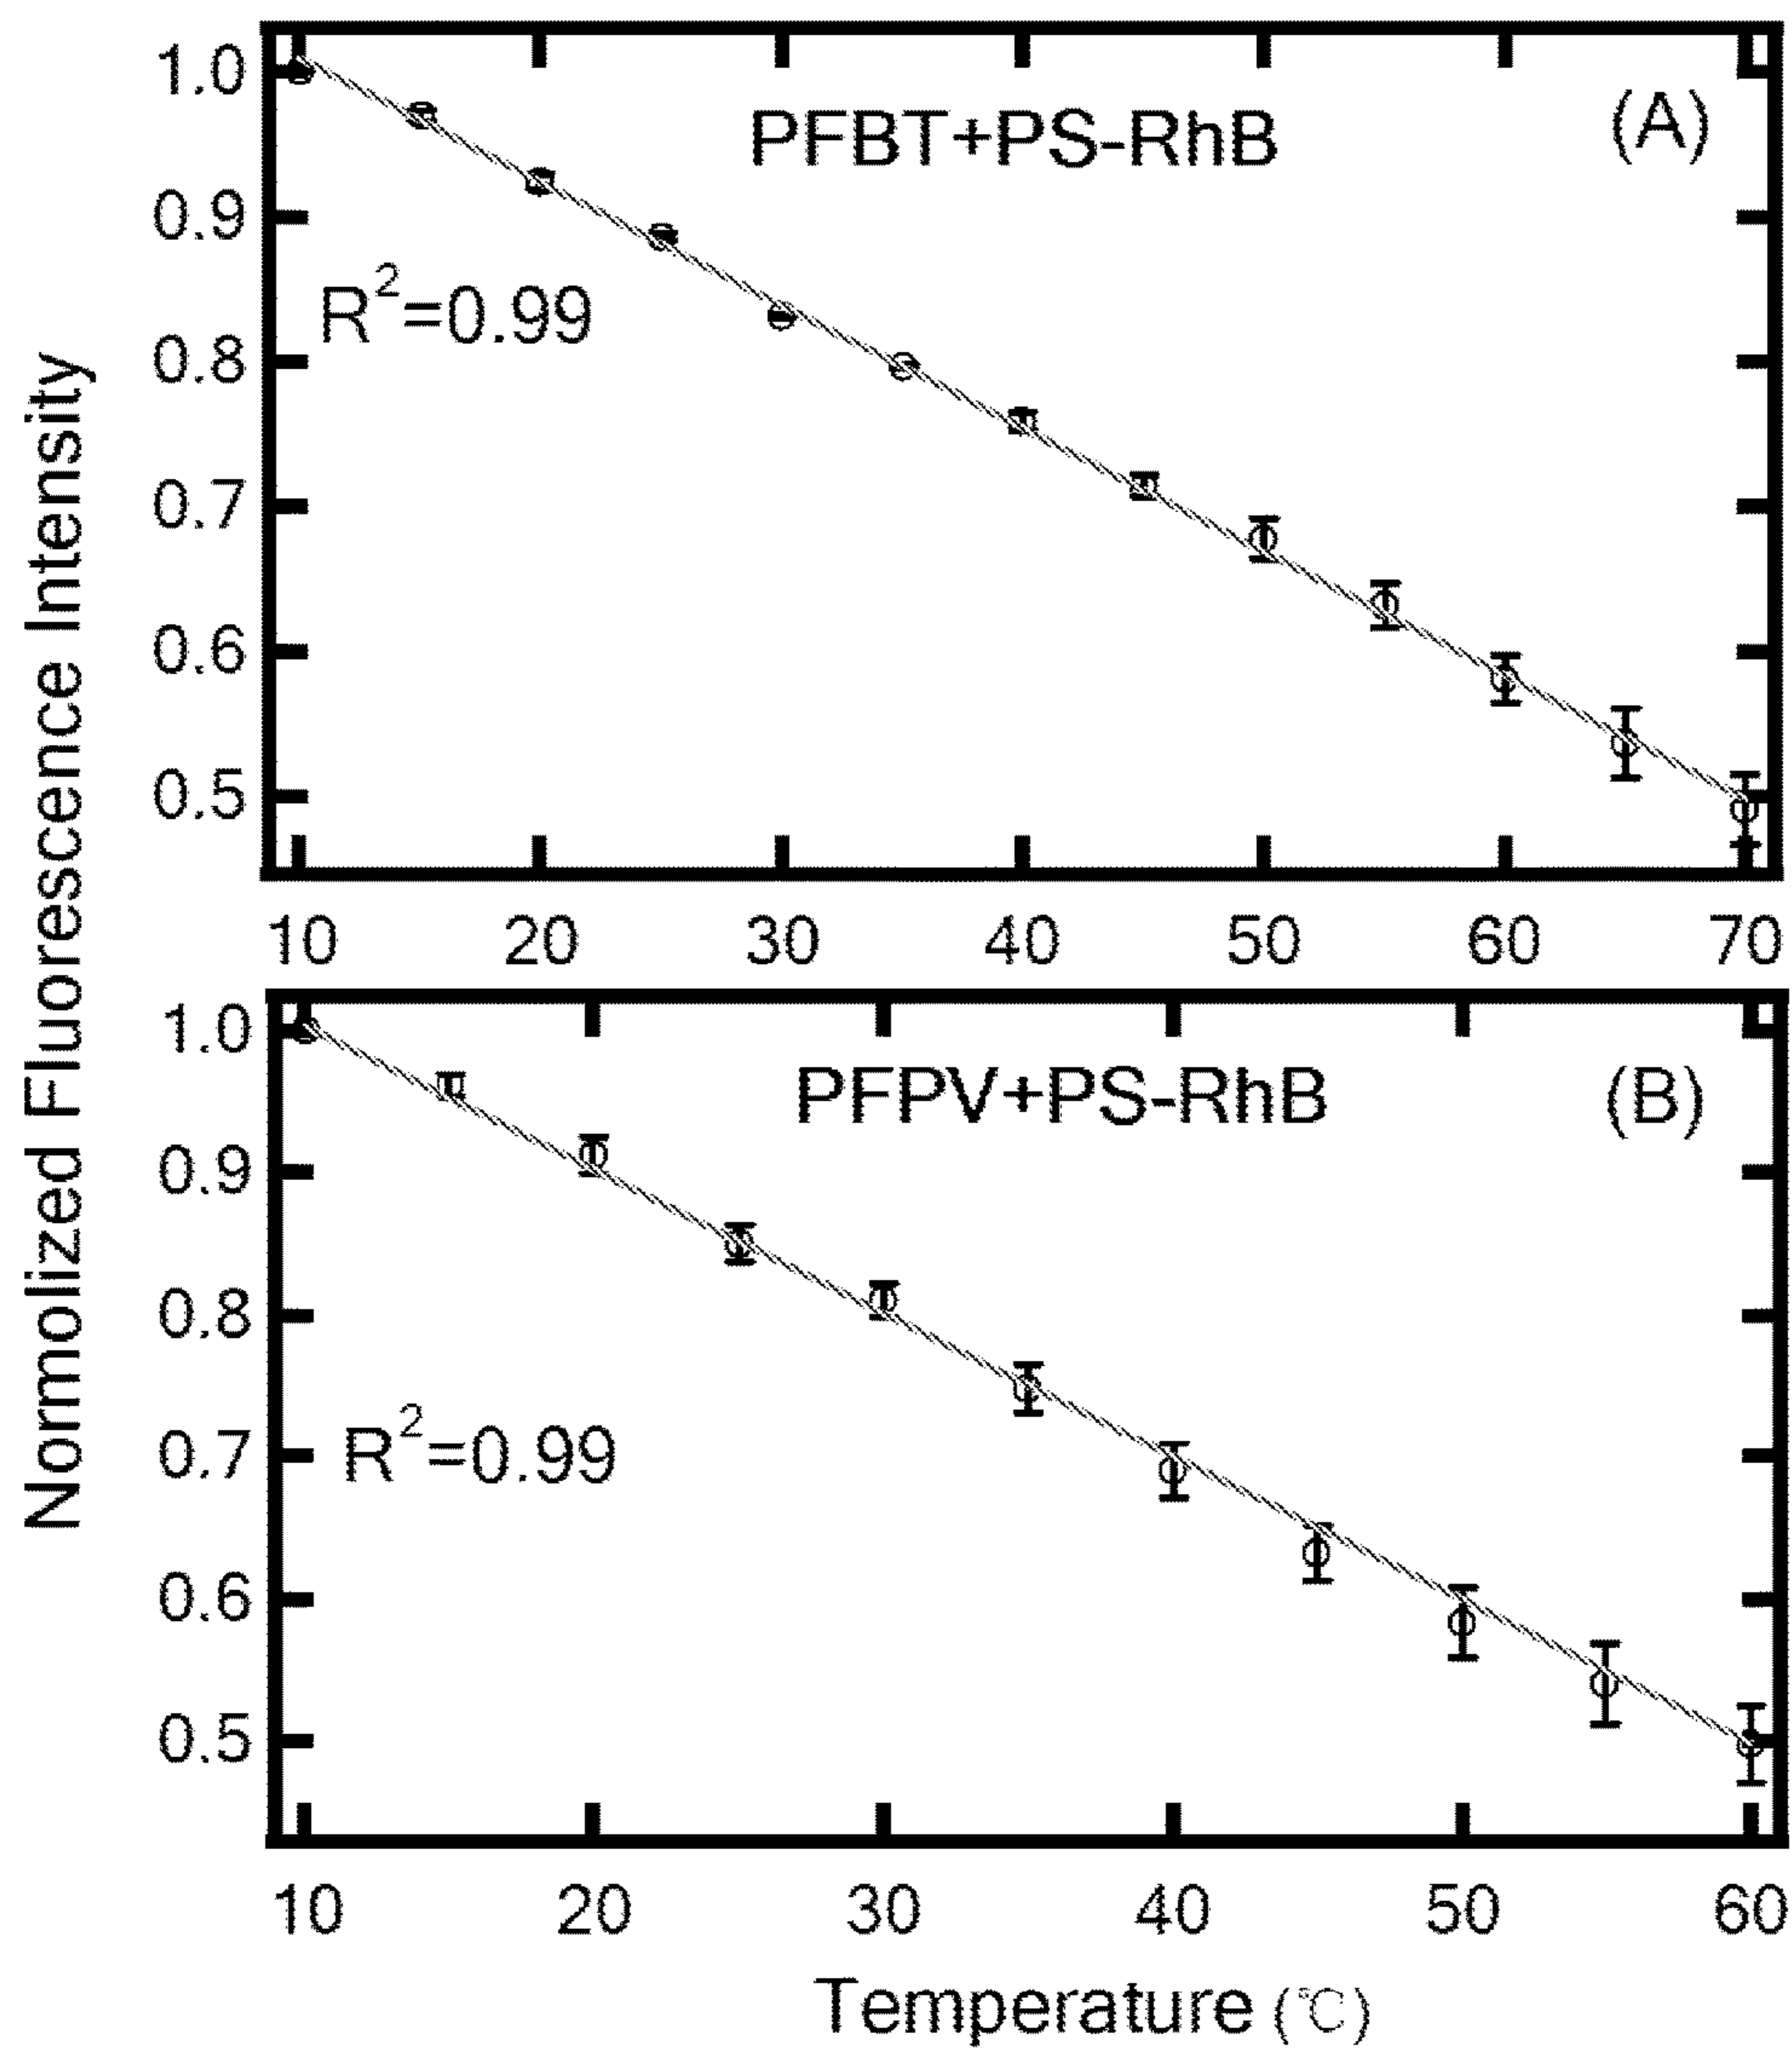 Normolized Fluorescence Intensity
PFBT+PS-RhB
(A)
R²=0.99
1.0
0.9
0.8
0.7
0.6
0.5
10 20 30 40 50 60 70
PFPV+PS-RhB
(B)
R²=0.99
1.0
0.9
0.8
0.7
0.6
0.5
10 20 30 40 50 60
Temperature (℃)